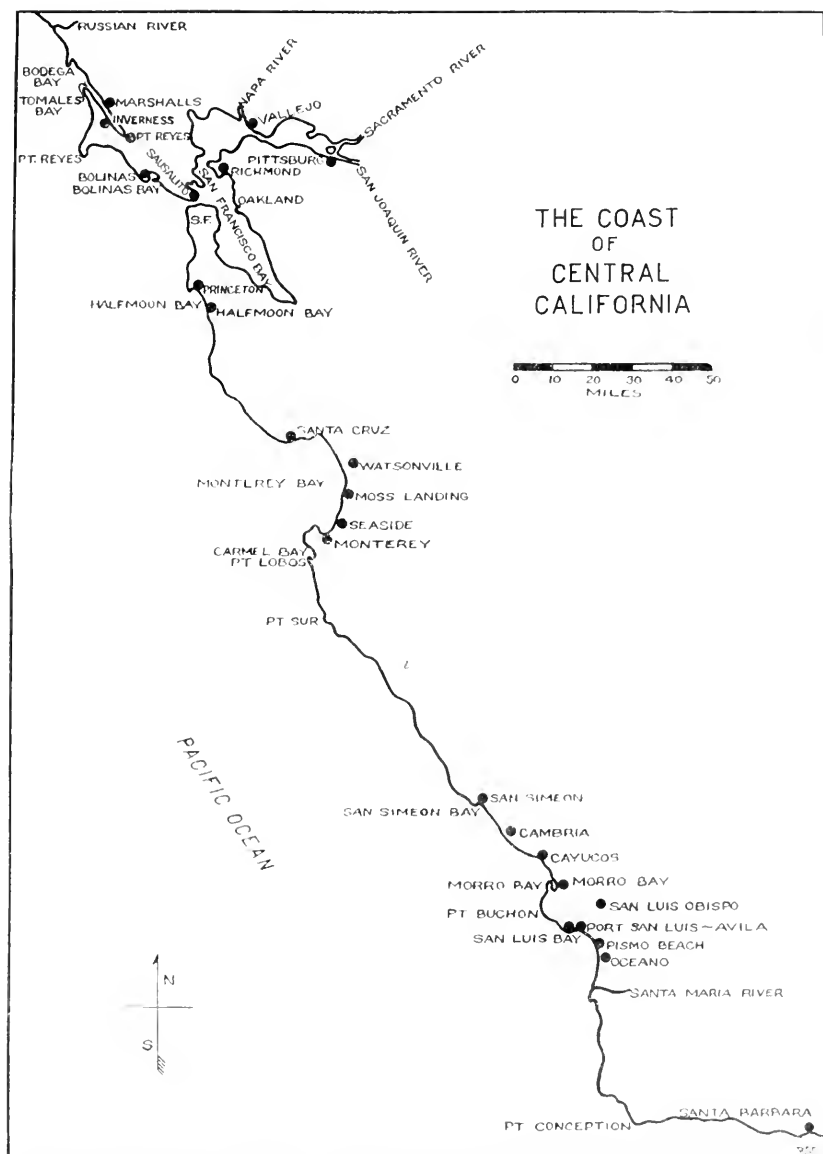 RUSSIAN RIVER
BODEGA
BAY
TOMALES
BAY
MARSHALLS
INVERNESS
PT REYES
PT. REYES
BOLINAS
BOLINAS BAY
SAUSALITO
NAPA RIVER
VALLEJO
SACRAMENTO RIVER
PITTSBURG
RICHMOND
SAN JOAQUIN RIVER
OAKLAND
SAN FRANCISCO BAY
S.F.
THE COAST
OF
CENTRAL
CALIFORNIA
0 10 20 30 40 50
MILES
PRINCETON
HALFMOON BAY
HALFMOON BAY
SANTA CRUZ
WATSONVILLE
MONTEREY BAY
MOSS LANDING
SEASIDE
MONTEREY
CARMEL BAY
PT LOBOS
PT SUR
PACIFIC OCEAN
SAN SIMEON
SAN SIMEON BAY
CAMBRIA
CAYUCOS
MORRO BAY
MORRO BAY
SAN LUIS OBISPO
PT BUCHON
PORT SAN LUIS~AVILA
SAN LUIS BAY
PISMO BEACH
OCEANO
SANTA MARIA RIVER
N
S
SANTA BARBARA
PT CONCEPTION